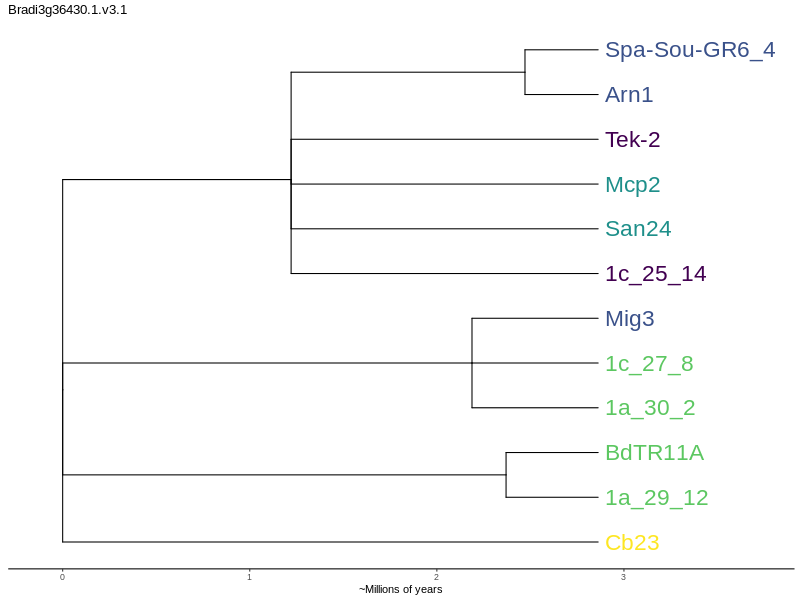 Bradi3g36430.1.v3.1
Spa-Sou-GR6_4
Arn1
Tek-2
Mcp2
San24
1c_25_14
Mig3
1c_27_8
1a_30_2
BdTR11A
1a_29_12
Cb23
0 1 2 3
~Millions of years